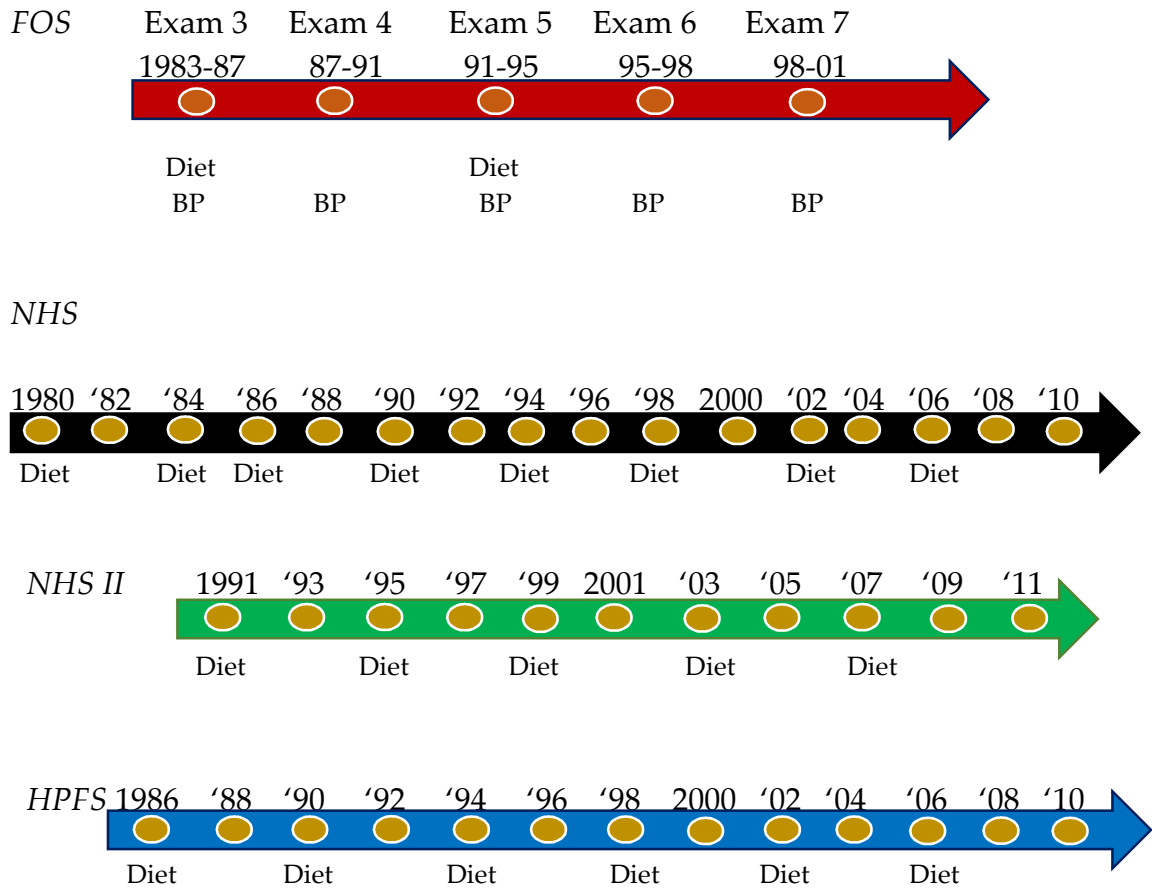 FOS Exam 3 Exam 4 Exam 5 Exam 6 Exam 7
1983-87 87-91 91-95 95-98 98-01
Diet Diet
BP BP BP BP BP
NHS
1980 ‘82 ‘84 ‘86 ‘88 ‘90 ‘92 ‘94 ‘96 ‘98 2000 ‘02 ‘04 ‘06 ‘08 ‘10
Diet Diet Diet Diet Diet Diet Diet Diet
NHS II 1991 ‘93 ‘95 ‘97 ‘99 2001 ‘03 ‘05 ‘07 ‘09 ‘11
Diet Diet Diet Diet Diet
HPFS 1986 ‘88 ‘90 ‘92 ‘94 ‘96 ‘98 2000 ‘02 ‘04 ‘06 ‘08 ‘10
Diet Diet Diet Diet Diet Diet